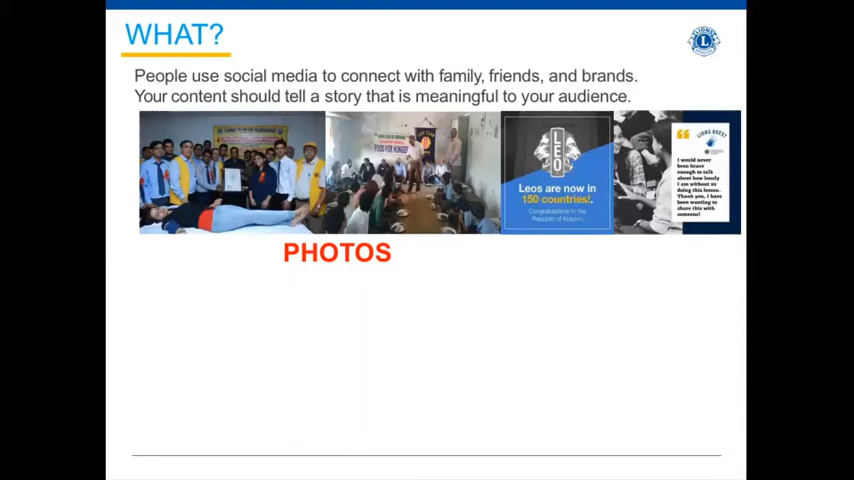 WHAT?
People use social media to connect with family, friends, and brands.
Your content should tell a story that is meaningful to your audience.
FOOD FOR HUNGER
LEO
Leos are now in
150 countries!.
Congratulations to the
Republic of Kosovo
LIONS QUEST
I would never
been brave
enough to talk
about how lonely
I am without us
doing this lesson.
Thank you, I have
been wanting to
share this with
someone!
PHOTOS